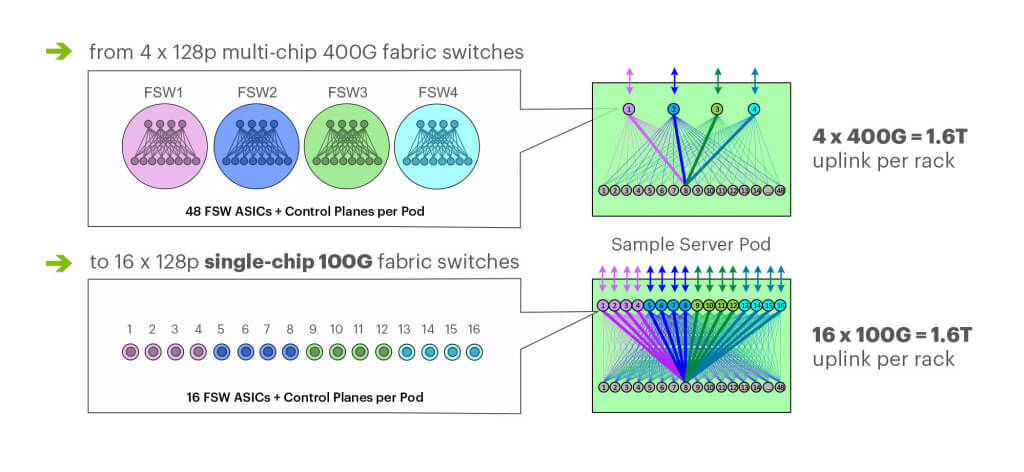 from 4 x 128p multi-chip 400G fabric switches
FSW1 FSW2 FSW3 FSW4
48 FSW ASICs + Control Planes per Pod
1 2 3 4
1 2 3 4 5 6 7 8 9 10 11 12 13 14 ... 48
4 x 400G = 1.6T
uplink per rack
to 16 x 128p single-chip 100G fabric switches
1 2 3 4 5 6 7 8 9 10 11 12 13 14 15 16
16 FSW ASICs + Control Planes per Pod
Sample Server Pod
1 2 3 4 5 6 7 8 9 10 11 12 13 14 15 16
1 2 3 4 5 6 7 8 9 10 11 12 13 14 ... 48
16 x 100G = 1.6T
uplink per rack